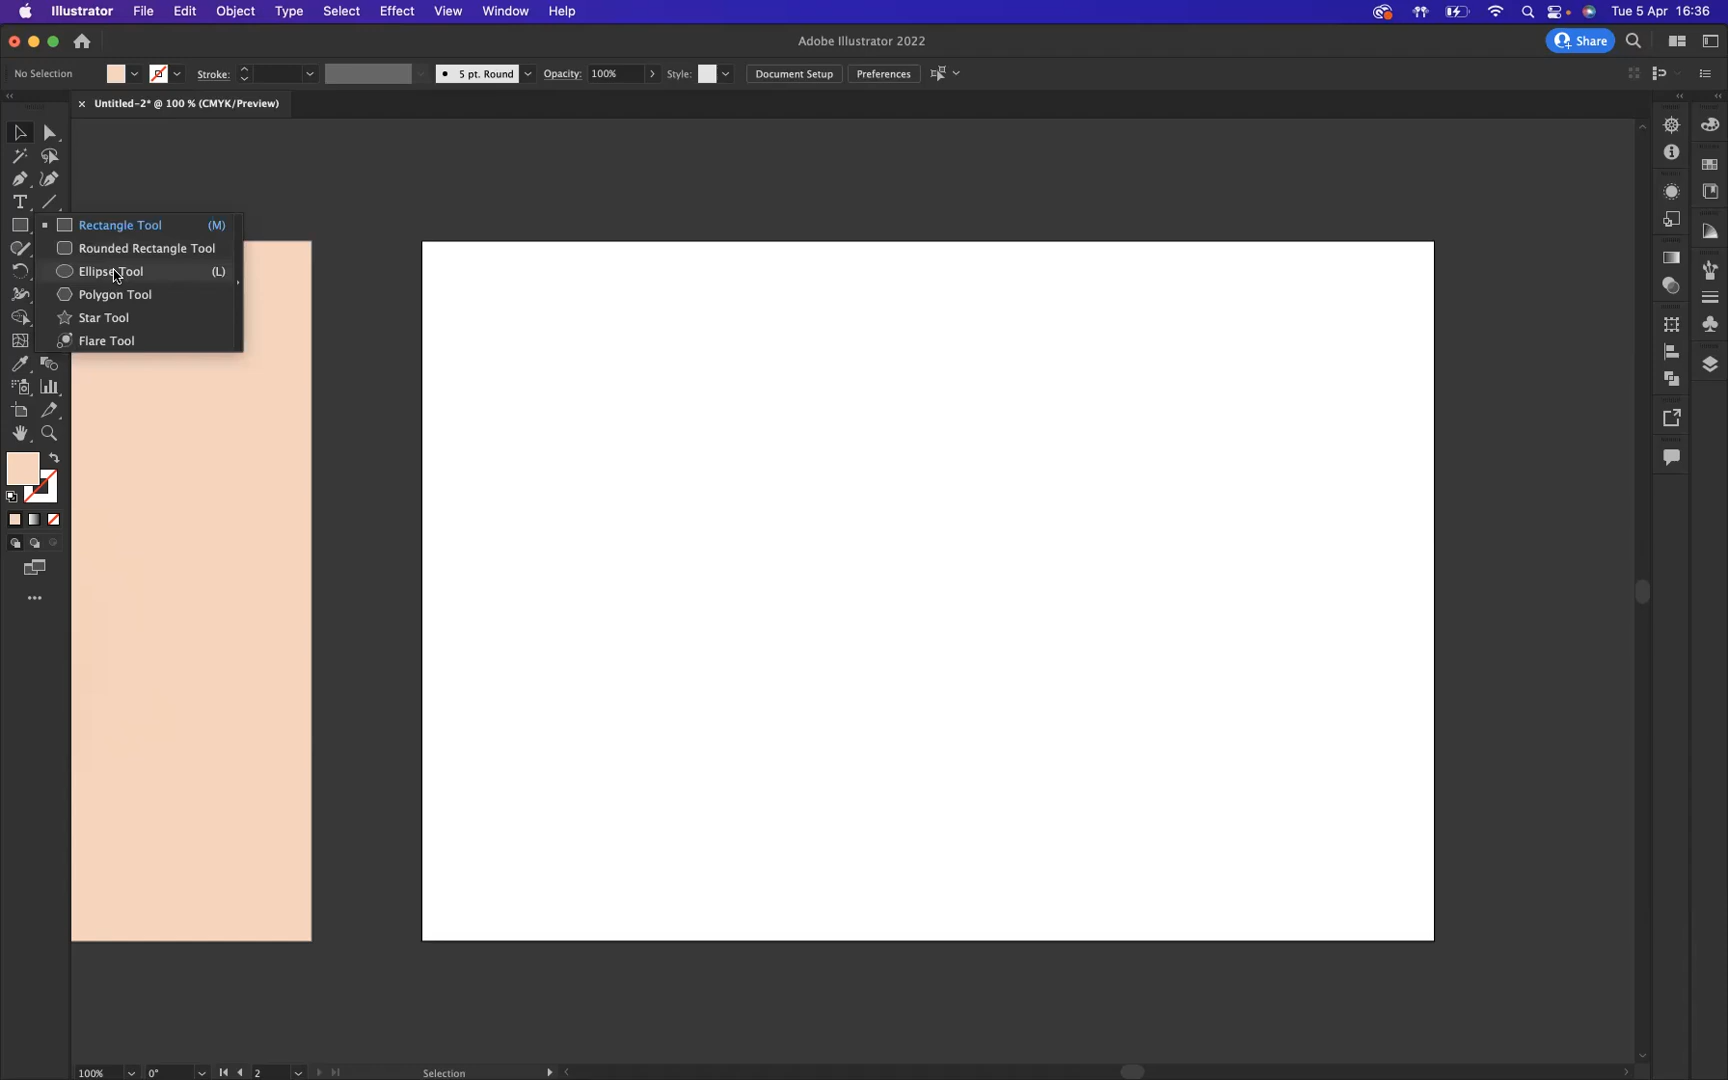 Illustrator File Edit Object Type Select Effect View Window Help Tue 5 Apr 16:36
Adobe Illustrator 2022 Share
No Selection Stroke: 5 pt. Round Opacity: 100% Style: Document Setup Preferences
Untitled-2* @ 100 % (CMYK/Preview)
Rectangle Tool (M)
Rounded Rectangle Tool
Ellipse Tool (L)
Polygon Tool
Star Tool
Flare Tool
100% 0° 2 Selection